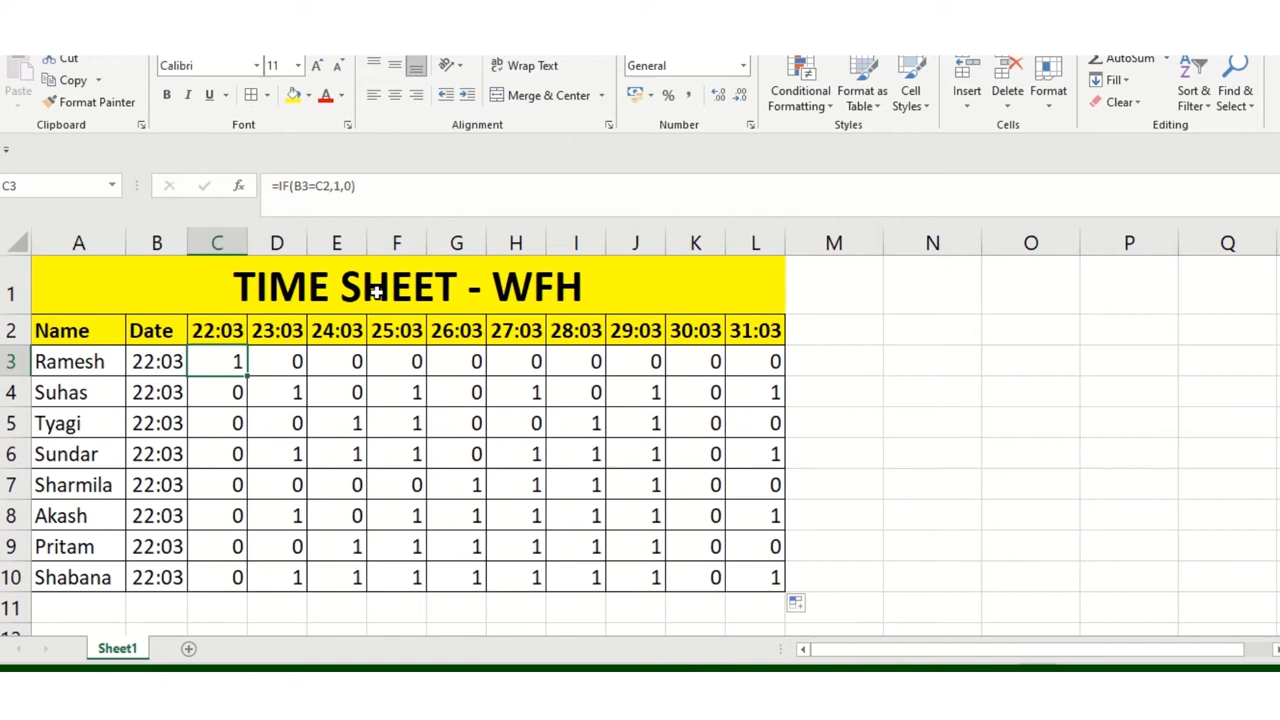 Cut
Calibri 11 Wrap Text General AutoSum
Paste Copy Fill
Format Painter B I U A Merge & Center % Conditional Formatting Format as Table Cell Styles Insert Delete Format Clear Sort & Filter Find & Select
Clipboard Font Alignment Number Styles Cells Editing
C3 fx =IF(B3=C2,1,0)
A B C D E F G H I J K L M N O P Q
1 TIME SHEET - WFH
2 Name Date 22:03 23:03 24:03 25:03 26:03 27:03 28:03 29:03 30:03 31:03
3 Ramesh 22:03 1 0 0 0 0 0 0 0 0 0
4 Suhas 22:03 0 1 0 1 0 1 0 1 0 1
5 Tyagi 22:03 0 0 1 1 0 0 1 1 0 0
6 Sundar 22:03 0 1 1 1 0 1 1 1 0 1
7 Sharmila 22:03 0 0 0 0 1 1 1 1 0 0
8 Akash 22:03 0 1 0 1 1 1 1 1 0 1
9 Pritam 22:03 0 0 1 1 1 1 1 1 0 0
10 Shabana 22:03 0 1 1 1 1 1 1 1 0 1
11
Sheet1